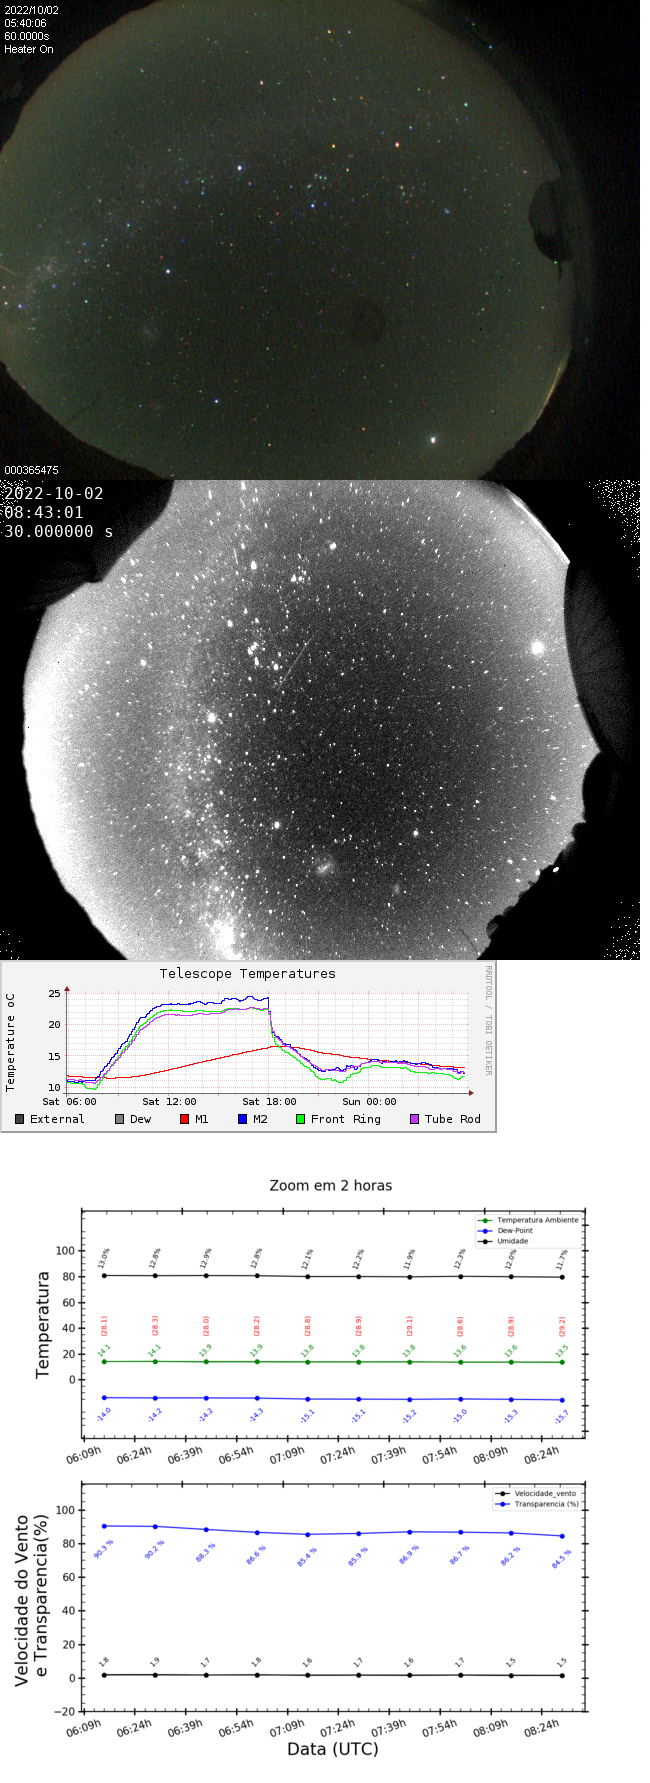 2022/10/02
05:40:06
60.0000s
Heater On
000365475
2022-10-02
08:43:01
30.000000 s
Telescope Temperatures
RRDTOOL / TOBI OETIKER
Temperature oC
25
20
15
10
Sat 06:00 Sat 12:00 Sat 18:00 Sun 00:00
External Dew M1 M2 Front Ring Tube Rod
Zoom em 2 horas
Temperatura Ambiente
Dew-Point
Umidade
Temperatura
100
80
60
40
20
0
13.0% 12.8% 12.9% 12.8% 12.1% 12.2% 11.9% 12.3% 12.0% 11.7%
(28.1) (28.3) (28.0) (28.2) (28.8) (28.9) (29.1) (28.6) (28.9) (29.2)
14.1 14.1 13.9 13.9 13.8 13.8 13.8 13.6 13.6 13.5
-14.0 -14.2 -14.2 -14.3 -15.1 -15.1 -15.2 -15.0 -15.3 -15.7
06:09h 06:24h 06:39h 06:54h 07:09h 07:24h 07:39h 07:54h 08:09h 08:24h
Velocidade_vento
Transparencia (%)
Velocidade do Vento
e Transparencia(%)
100
80
60
40
20
0
−20
90.3 % 90.2 % 88.3 % 86.6 % 85.4 % 85.9 % 86.9 % 86.7 % 86.2 % 84.5 %
1.8 1.9 1.7 1.8 1.6 1.7 1.6 1.7 1.5 1.5
06:09h 06:24h 06:39h 06:54h 07:09h 07:24h 07:39h 07:54h 08:09h 08:24h
Data (UTC)